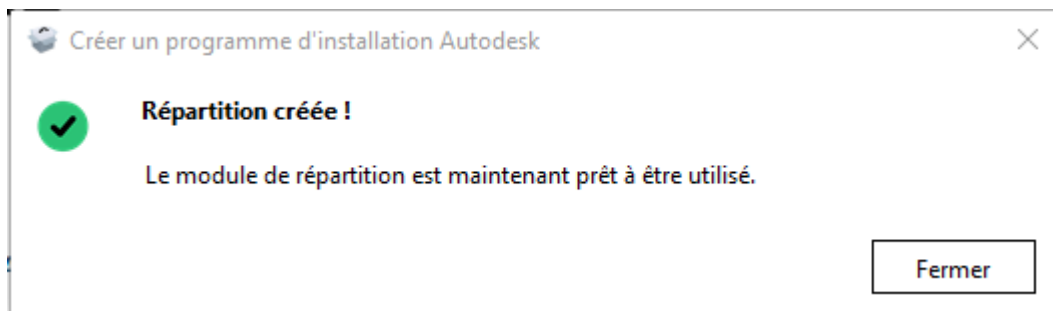 Créer un programme d'installation Autodesk
Répartition créée !
Le module de répartition est maintenant prêt à être utilisé.
Fermer